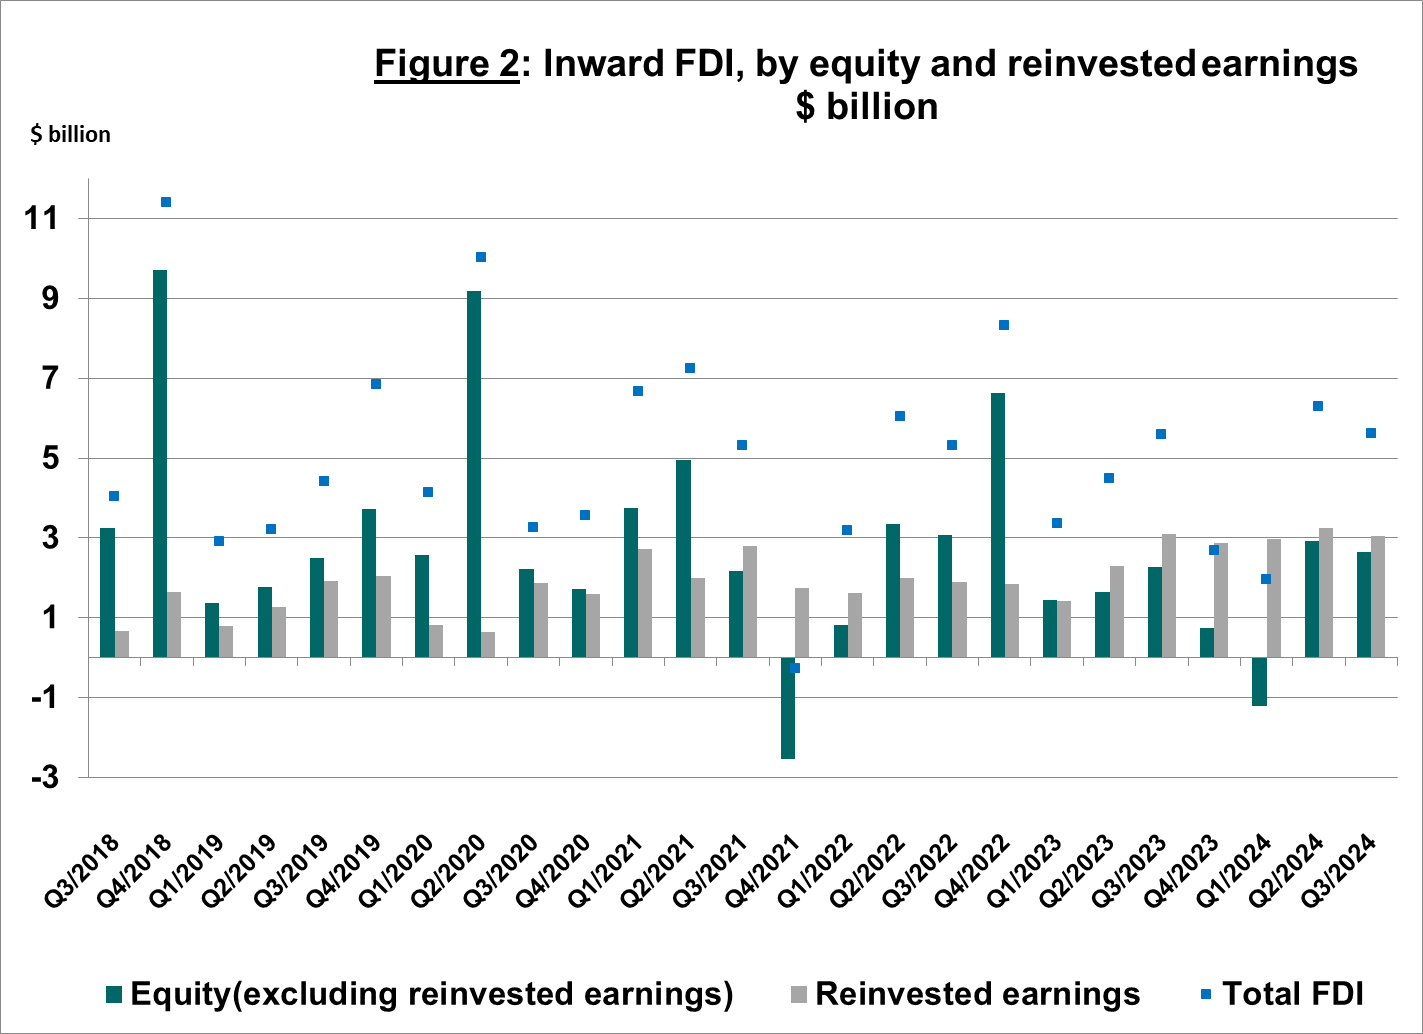 Figure 2: Inward FDI, by equity and reinvested earnings
$ billion
$ billion
11
9
7
5
3
1
-1
-3
Q3/2018
Q4/2018
Q1/2019
Q2/2019
Q3/2019
Q4/2019
Q1/2020
Q2/2020
Q3/2020
Q4/2020
Q1/2021
Q2/2021
Q3/2021
Q4/2021
Q1/2022
Q2/2022
Q3/2022
Q4/2022
Q1/2023
Q2/2023
Q3/2023
Q4/2023
Q1/2024
Q2/2024
Q3/2024
Equity(excluding reinvested earnings)
Reinvested earnings
Total FDI